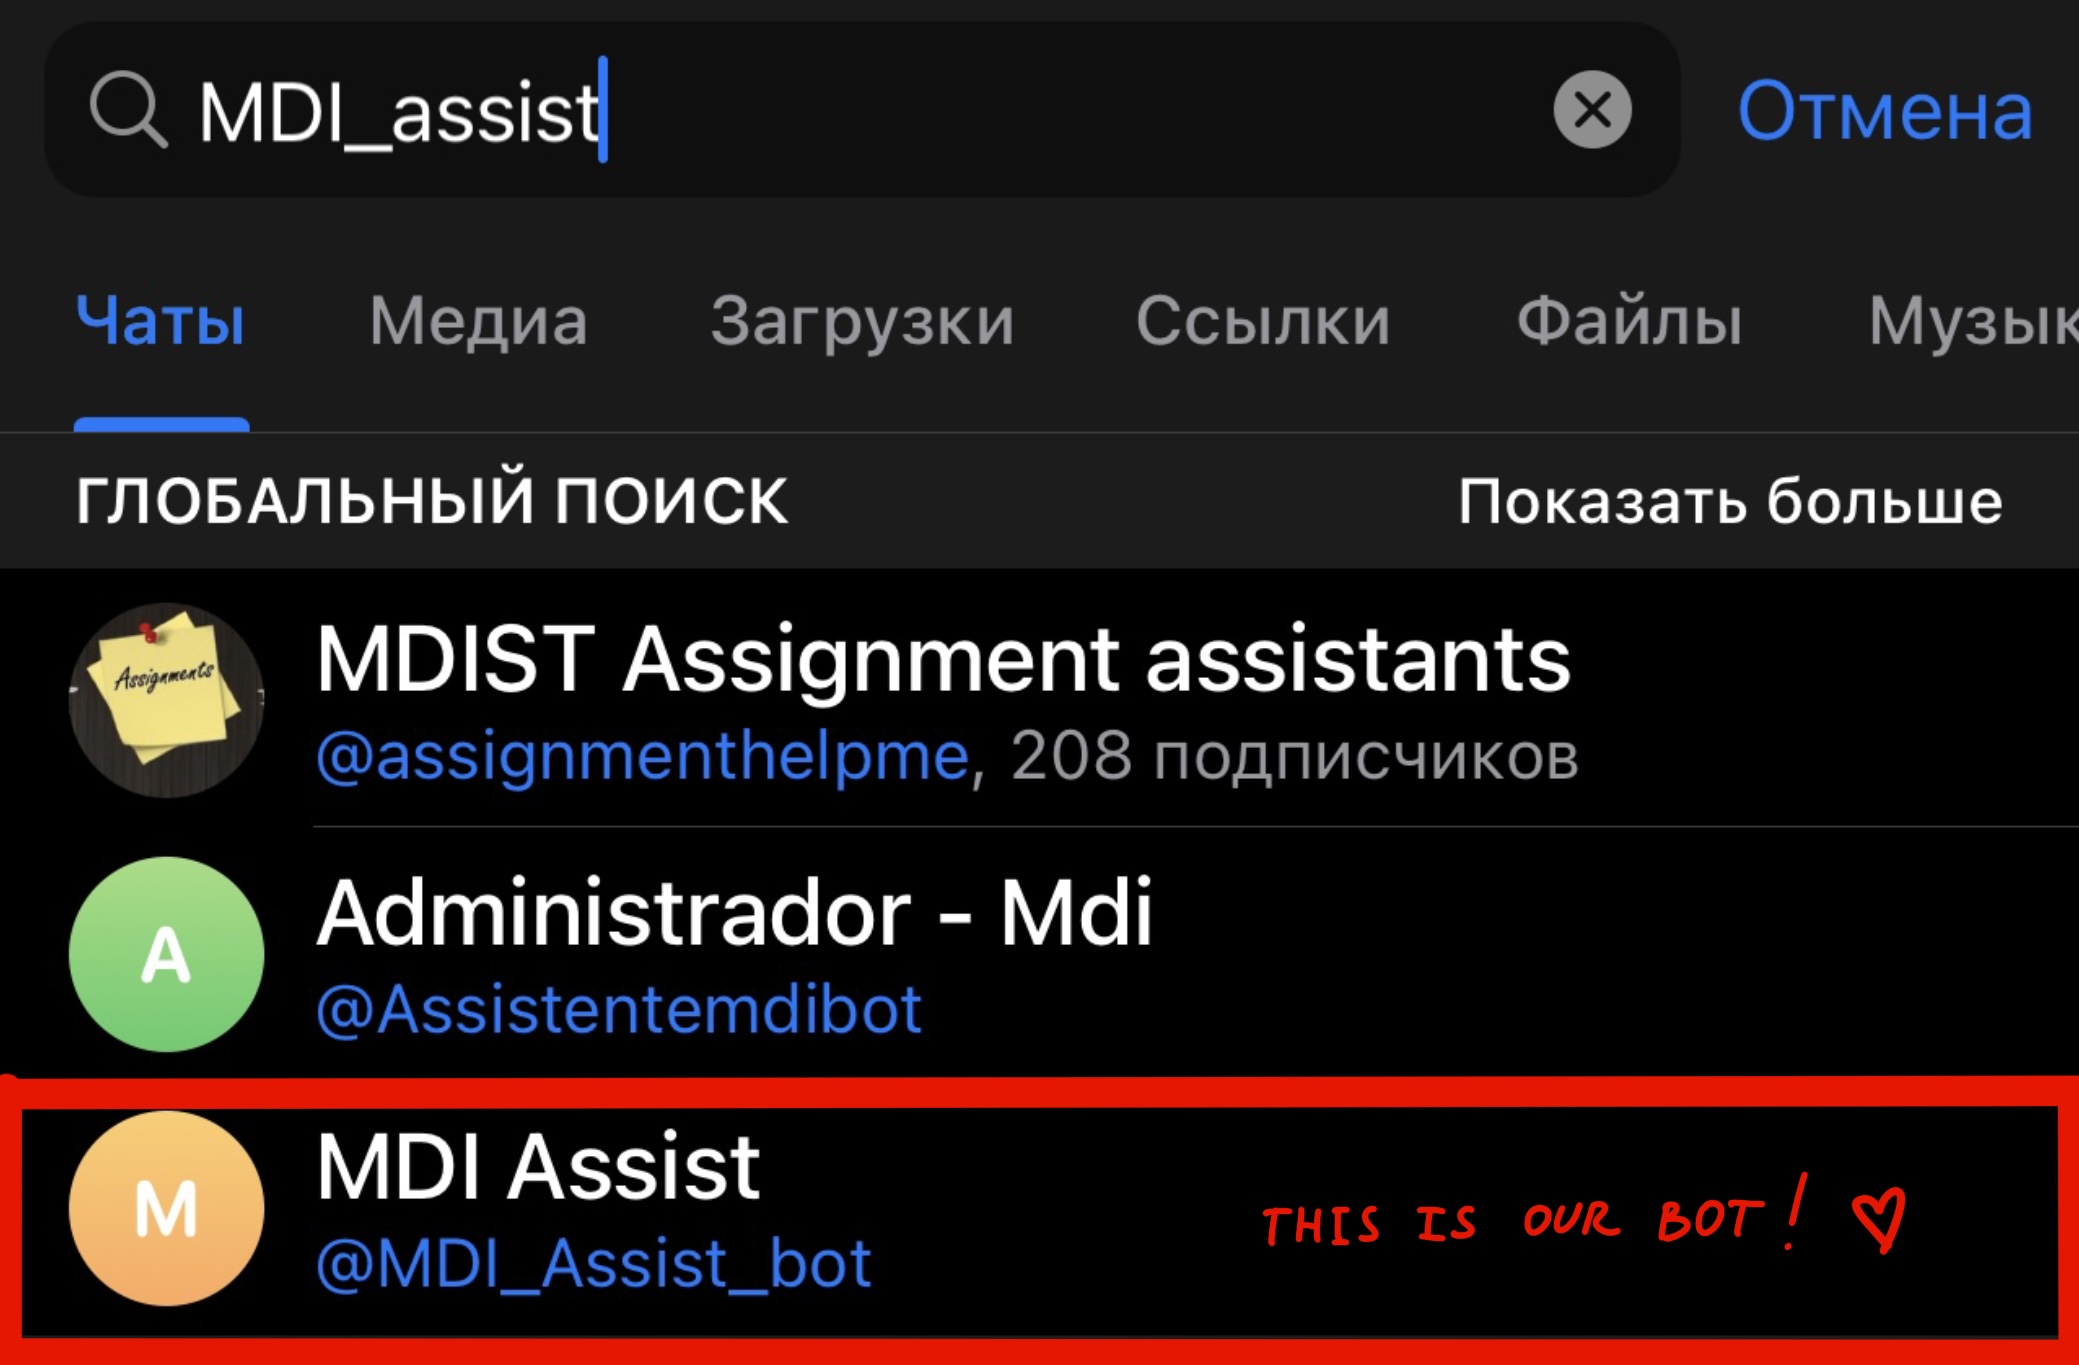 MDI_assist
Отмена
Чаты Медиа Загрузки Ссылки Файлы Музык
ГЛОБАЛЬНЫЙ ПОИСК Показать больше
Assignments
MDIST Assignment assistants
@assignmenthelpme, 208 подписчиков
A
Administrador - Mdi
@Assistentemdibot
M
MDI Assist
@MDI_Assist_bot
THIS IS OUR BOT! ♡